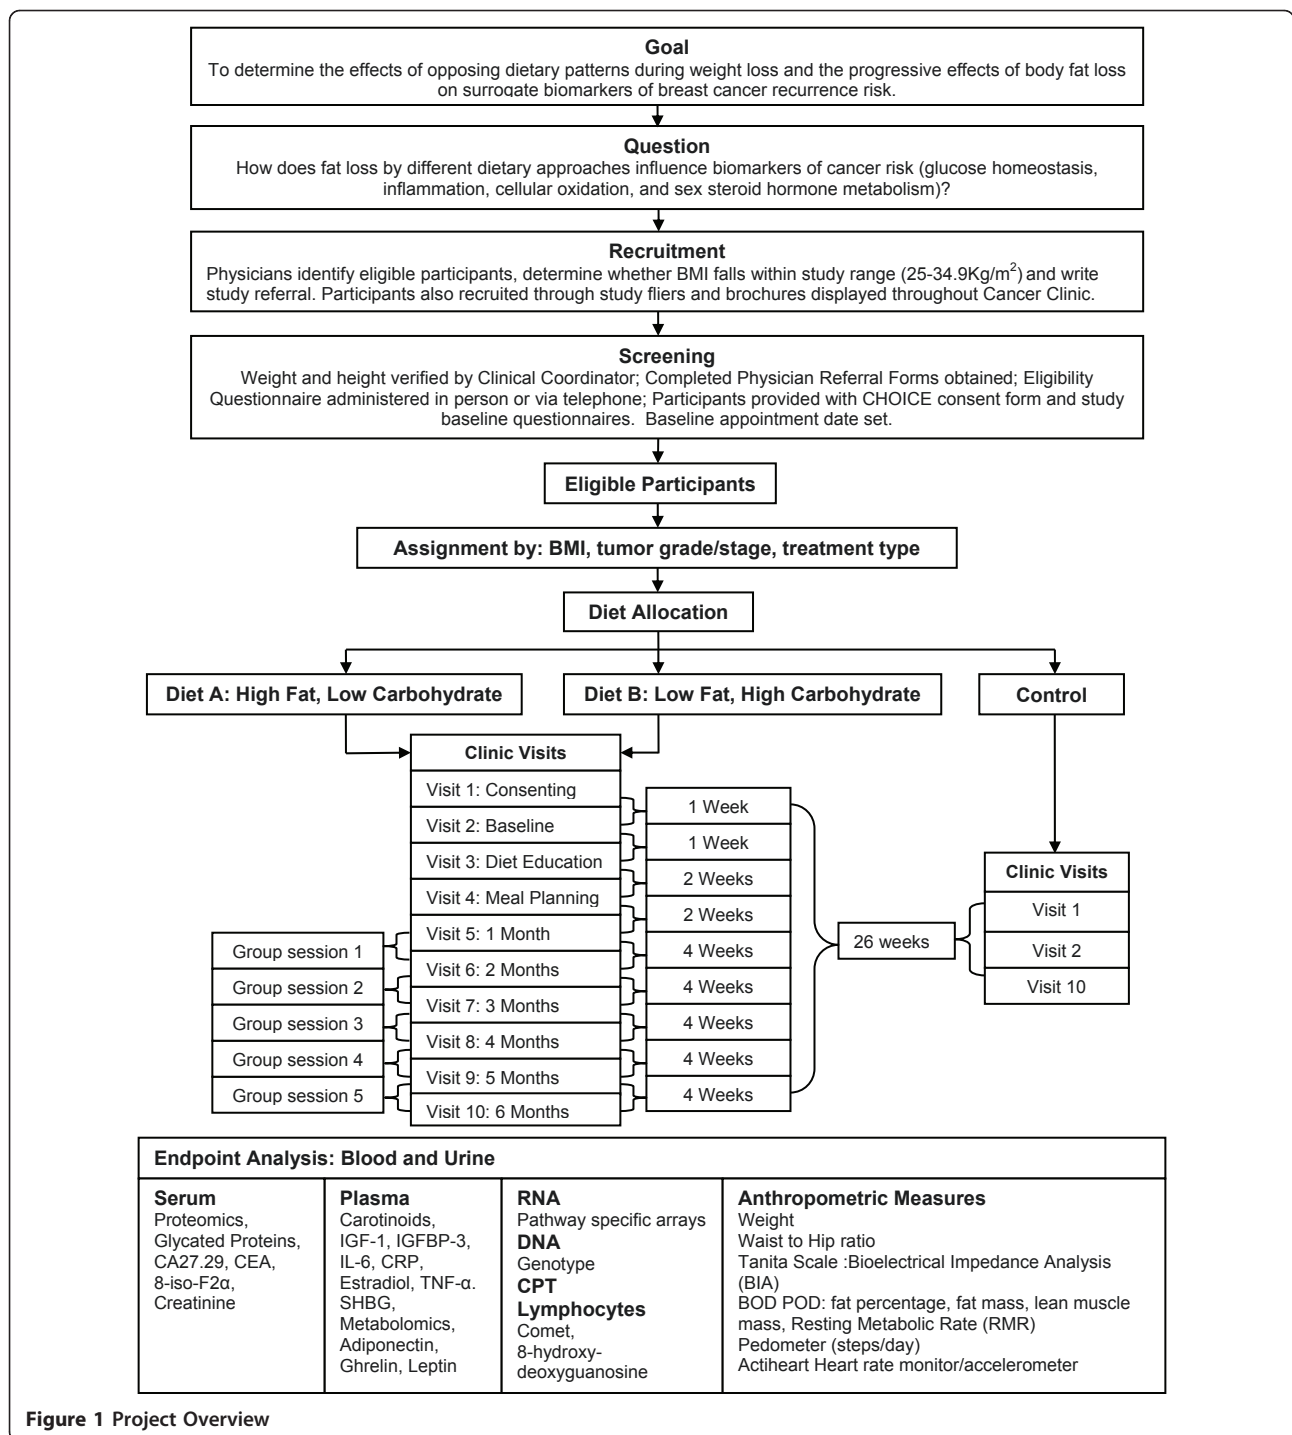 Goal
To determine the effects of opposing dietary patterns during weight loss and the progressive effects of body fat loss
on surrogate biomarkers of breast cancer recurrence risk.
Question
How does fat loss by different dietary approaches influence biomarkers of cancer risk (glucose homeostasis,
inflammation, cellular oxidation, and sex steroid hormone metabolism)?
Recruitment
Physicians identify eligible participants, determine whether BMI falls within study range (25-34.9Kg/m²) and write
study referral. Participants also recruited through study fliers and brochures displayed throughout Cancer Clinic.
Screening
Weight and height verified by Clinical Coordinator; Completed Physician Referral Forms obtained; Eligibility
Questionnaire administered in person or via telephone; Participants provided with CHOICE consent form and study
baseline questionnaires.  Baseline appointment date set.
Eligible Participants
Assignment by: BMI, tumor grade/stage, treatment type
Diet Allocation
Diet A: High Fat, Low Carbohydrate
Diet B: Low Fat, High Carbohydrate
Control
Clinic Visits
Visit 1: Consenting
Visit 2: Baseline
Visit 3: Diet Education
Visit 4: Meal Planning
Visit 5: 1 Month
Visit 6: 2 Months
Visit 7: 3 Months
Visit 8: 4 Months
Visit 9: 5 Months
Visit 10: 6 Months
Group session 1
Group session 2
Group session 3
Group session 4
Group session 5
1 Week
1 Week
2 Weeks
2 Weeks
4 Weeks
4 Weeks
4 Weeks
4 Weeks
4 Weeks
26 weeks
Clinic Visits
Visit 1
Visit 2
Visit 10
Endpoint Analysis: Blood and Urine
Serum
Proteomics,
Glycated Proteins,
CA27.29, CEA,
8-iso-F2α,
Creatinine
Plasma
Carotinoids,
IGF-1, IGFBP-3,
IL-6, CRP,
Estradiol, TNF-α.
SHBG,
Metabolomics,
Adiponectin,
Ghrelin, Leptin
RNA
Pathway specific arrays
DNA
Genotype
CPT
Lymphocytes
Comet,
8-hydroxy-
deoxyguanosine
Anthropometric Measures
Weight
Waist to Hip ratio
Tanita Scale :Bioelectrical Impedance Analysis
(BIA)
BOD POD: fat percentage, fat mass, lean muscle
mass, Resting Metabolic Rate (RMR)
Pedometer (steps/day)
Actiheart Heart rate monitor/accelerometer
Figure 1 Project Overview